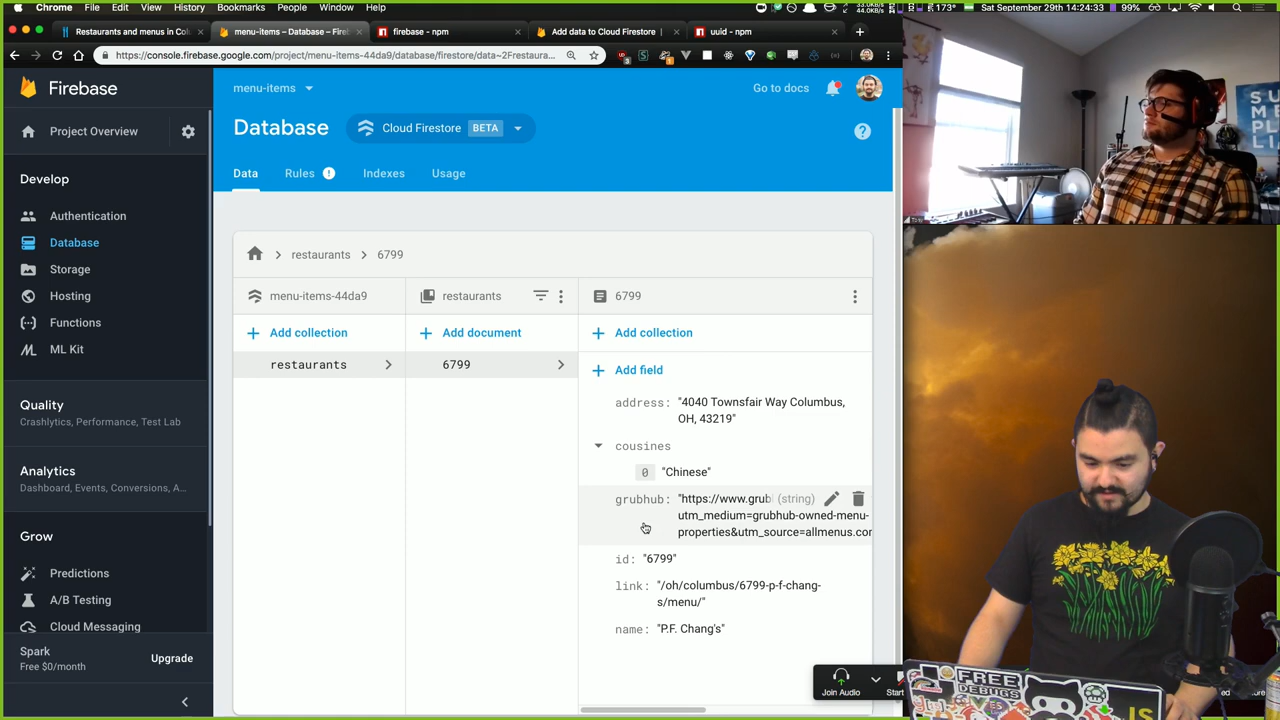 Chrome File Edit View History Bookmarks People Window Help
173° Sat September 29th 14:24:33 99%
Restaurants and menus in Col
menu-items – Database – Fireb
firebase - npm
Add data to Cloud Firestore
uuid - npm
https://console.firebase.google.com/project/menu-items-44da9/database/firestore/data~2Frestaura...
Firebase
menu-items
Go to docs
Project Overview
Database
Cloud Firestore BETA
Data
Rules
Indexes
Usage
Develop
Authentication
Database
Storage
Hosting
Functions
ML Kit
Quality
Crashlytics, Performance, Test Lab
Analytics
Dashboard, Events, Conversions, A...
Grow
Predictions
A/B Testing
Cloud Messaging
Spark
Free $0/month
Upgrade
restaurants
6799
menu-items-44da9
restaurants
6799
Add collection
Add document
Add collection
restaurants
6799
Add field
address: "4040 Townsfair Way Columbus,
OH, 43219"
cousines
0 "Chinese"
grubhub: "https://www.grub (string)
utm_medium=grubhub-owned-menu-
properties&utm_source=allmenus.con
id: "6799"
link: "/oh/columbus/6799-p-f-chang-
s/menu/"
name: "P.F. Chang's"
Join Audio
Start
FREE
DEBUGS
JS